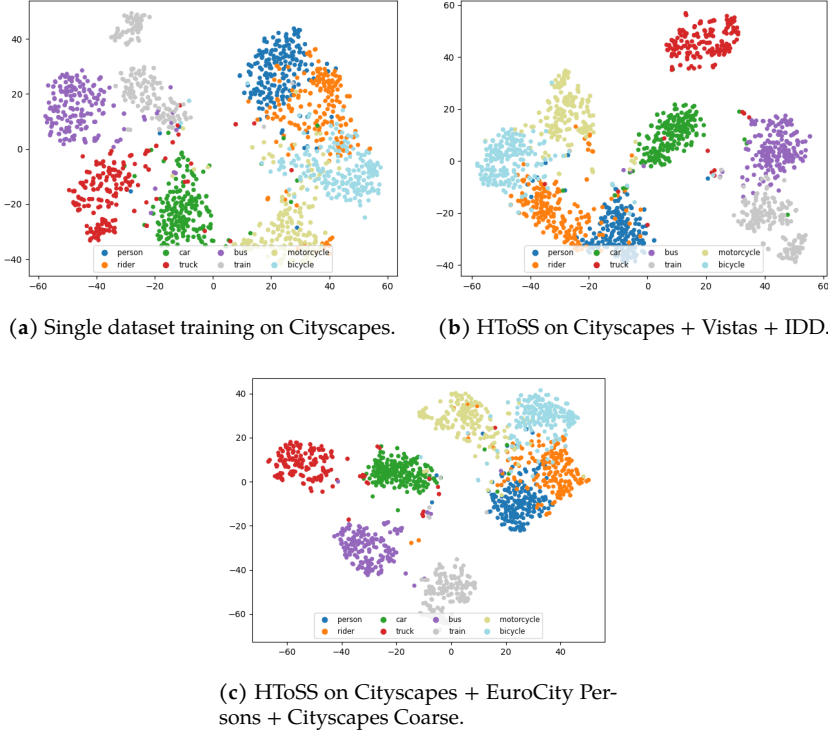 40
20
0
−20
−40
−60 −40 −20 0 20 40 60
person car bus motorcycle
rider truck train bicycle
60
40
20
0
−20
−40
−60 −40 −20 0 20 40 60
person car bus motorcycle
rider truck train bicycle
(a) Single dataset training on Cityscapes.
(b) HToSS on Cityscapes + Vistas + IDD.
40
20
0
−20
−40
−60
−60 −40 −20 0 20 40
person car bus motorcycle
rider truck train bicycle
(c) HToSS on Cityscapes + EuroCity Per-
sons + Cityscapes Coarse.